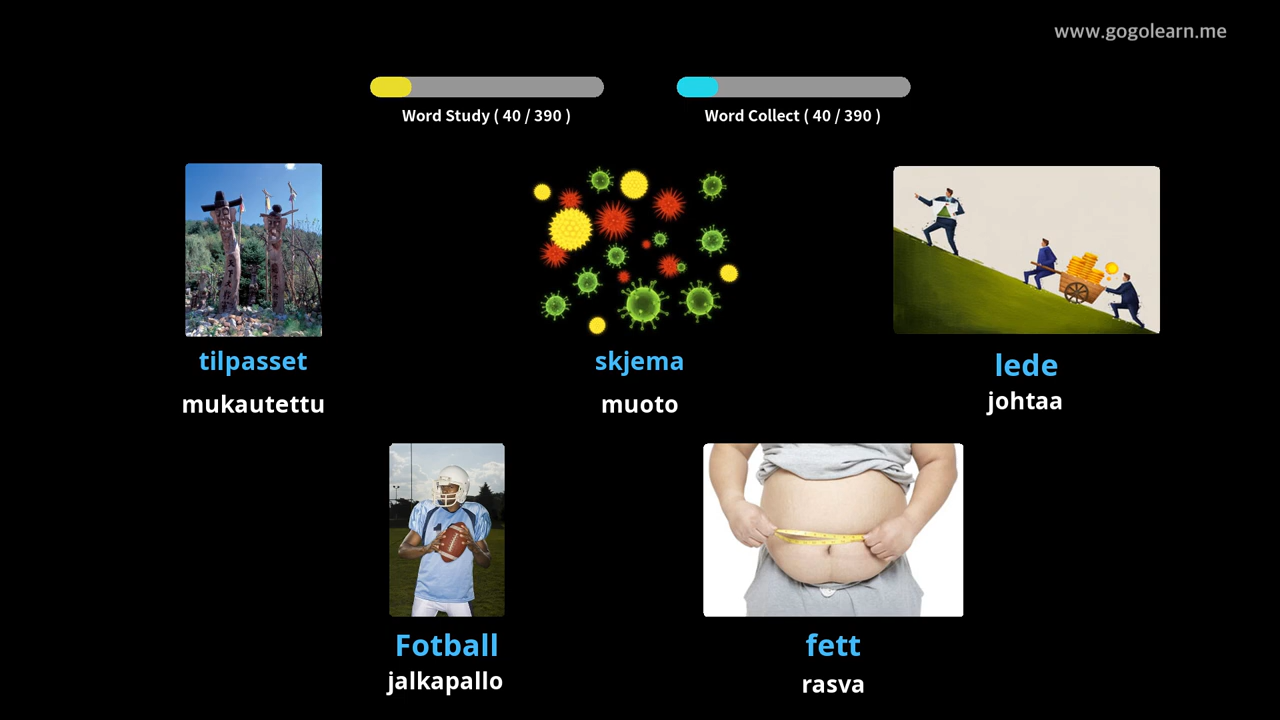 www.gogolearn.me
Word Study ( 40 / 390 )
Word Collect ( 40 / 390 )
tilpasset
mukautettu
skjema
muoto
lede
johtaa
Fotball
jalkapallo
fett
rasva